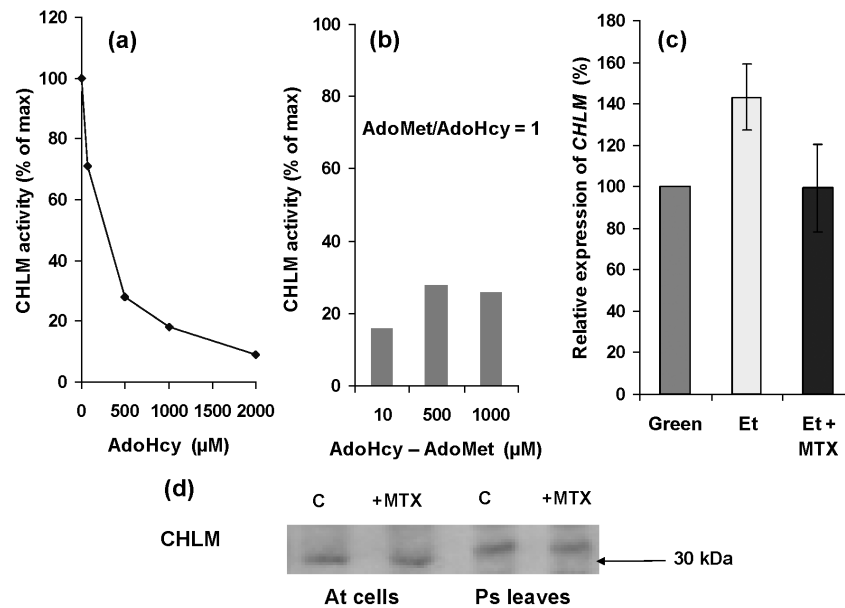 (a)
CHLM activity (% of max)
120
100
80
60
40
20
0
0 500 1000 1500 2000
AdoHcy (µM)
(b)
CHLM activity (% of max)
100
80
60
40
20
0
AdoMet/AdoHcy = 1
10 500 1000
AdoHcy – AdoMet (µM)
(c)
Relative expression of CHLM (%)
180
160
140
120
100
80
60
40
20
0
Green Et Et +
MTX
(d)
C +MTX C +MTX
CHLM
30 kDa
At cells Ps leaves